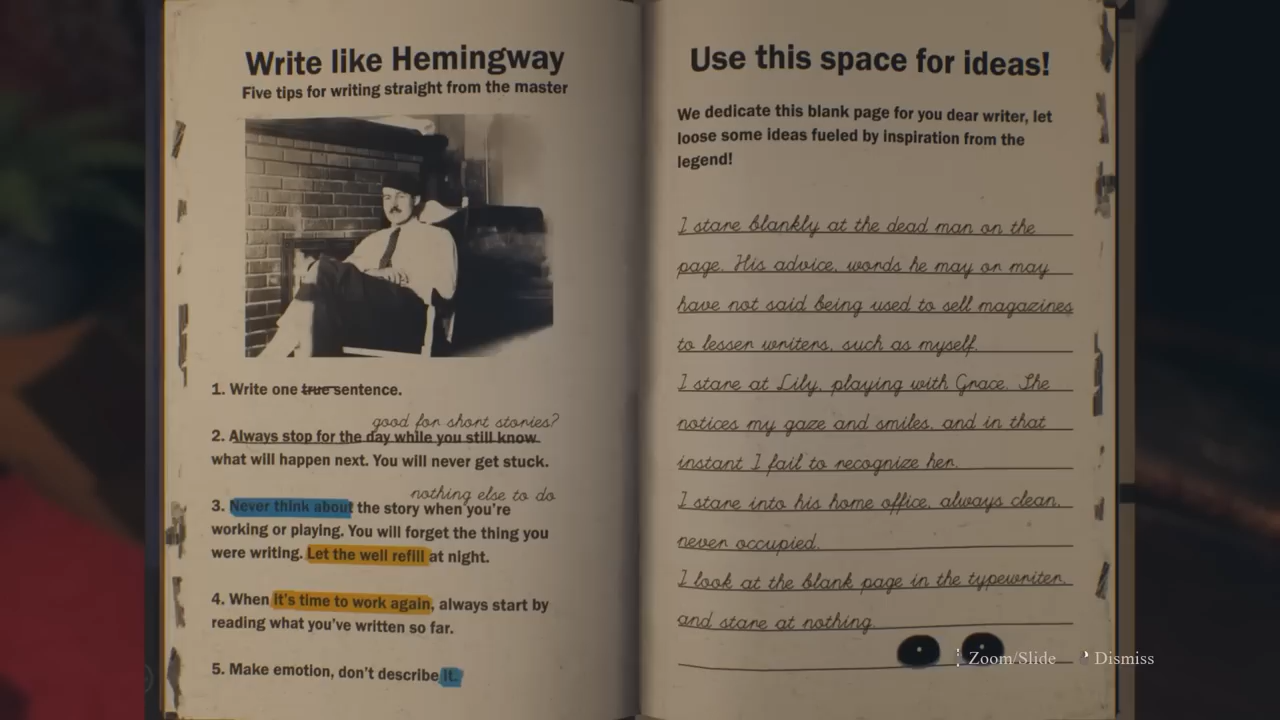 Write like Hemingway
Five tips for writing straight from the master
1. Write one true sentence.
good for short stories?
2. Always stop for the day while you still know
what will happen next. You will never get stuck.
nothing else to do
3. Never think about the story when you're
working or playing. You will forget the thing you
were writing. Let the well refill at night.
4. When it's time to work again, always start by
reading what you've written so far.
5. Make emotion, don't describe it.
Use this space for ideas!
We dedicate this blank page for you dear writer, let
loose some ideas fueled by inspiration from the
legend!
I stare blankly at the dead man on the
page. His advice, words he may or may
have not said being used to sell magazines
to lesser writers, such as myself.
I stare at Lily, playing with Grace. She
notices my gaze and smiles, and in that
instant I fail to recognize her.
I stare into his home office, always clean,
never occupied.
I look at the blank page in the typewriter,
and stare at nothing.
Zoom/Slide
Dismiss